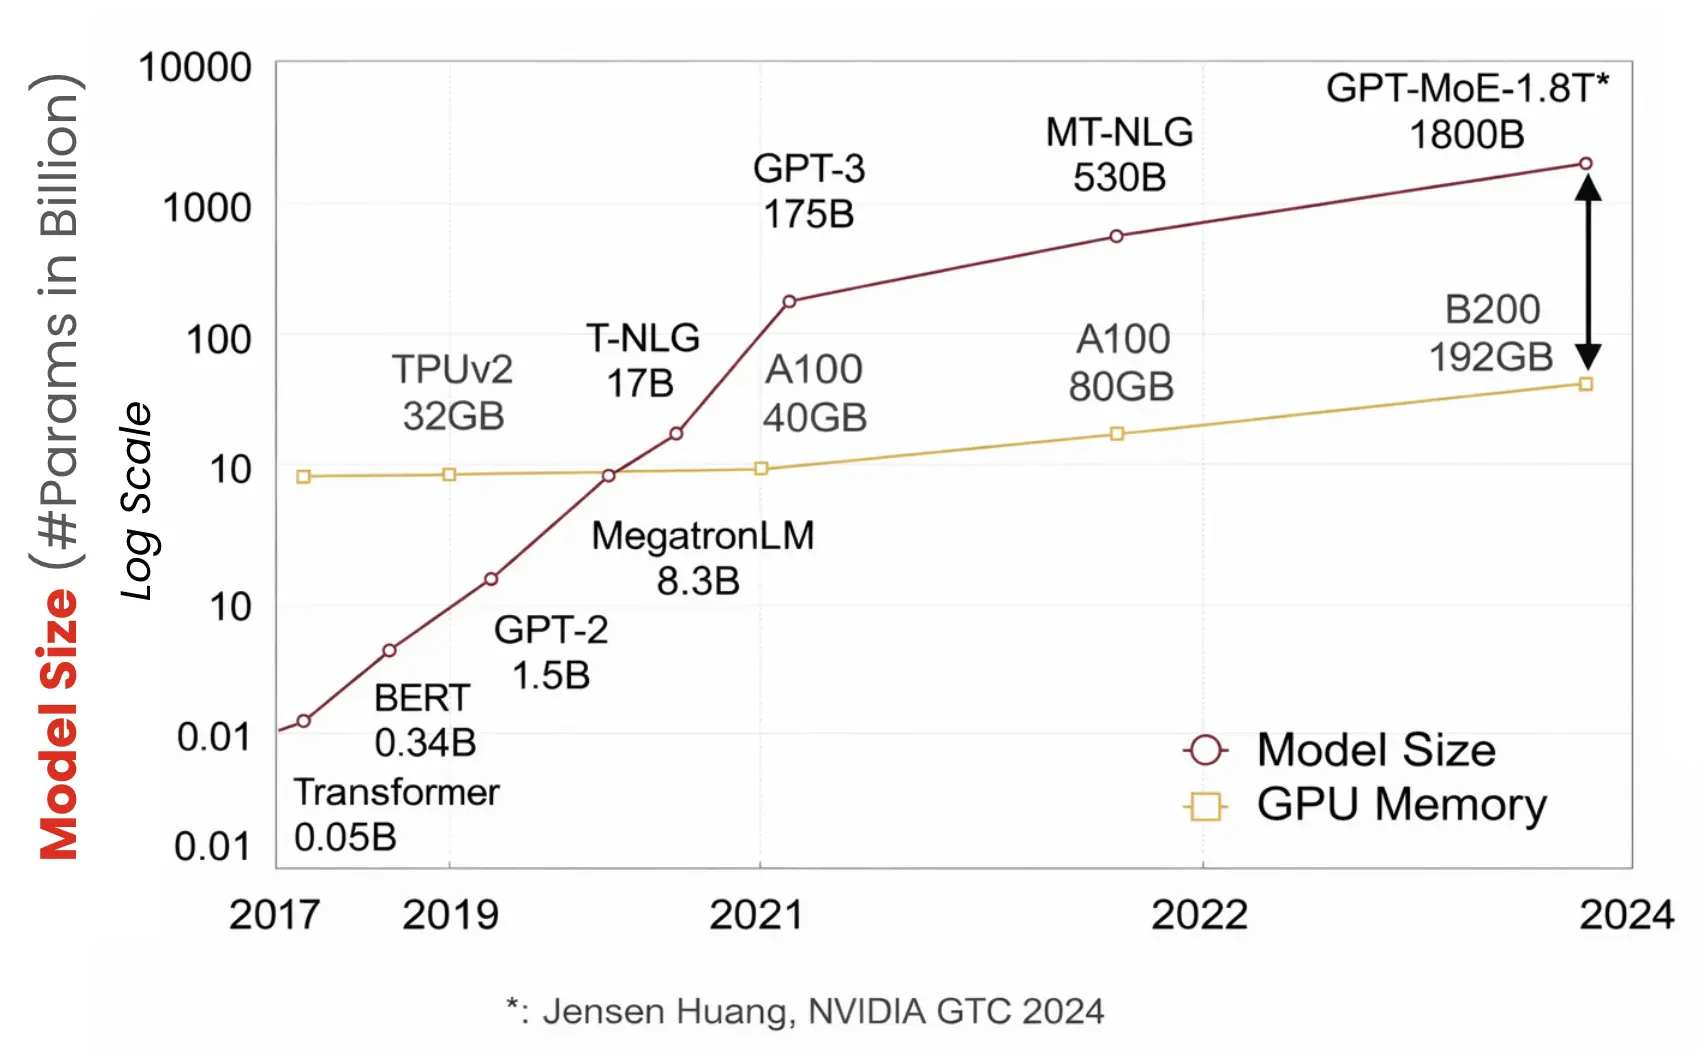 Model Size (#Params in Billion)
Log Scale
10000
1000
100
10
10
0.01
0.01
GPT-MoE-1.8T*
1800B
MT-NLG
530B
GPT-3
175B
T-NLG
17B
TPUv2
32GB
A100
40GB
A100
80GB
B200
192GB
MegatronLM
8.3B
GPT-2
1.5B
BERT
0.34B
Transformer
0.05B
Model Size
GPU Memory
2017
2019
2021
2022
2024
*: Jensen Huang, NVIDIA GTC 2024